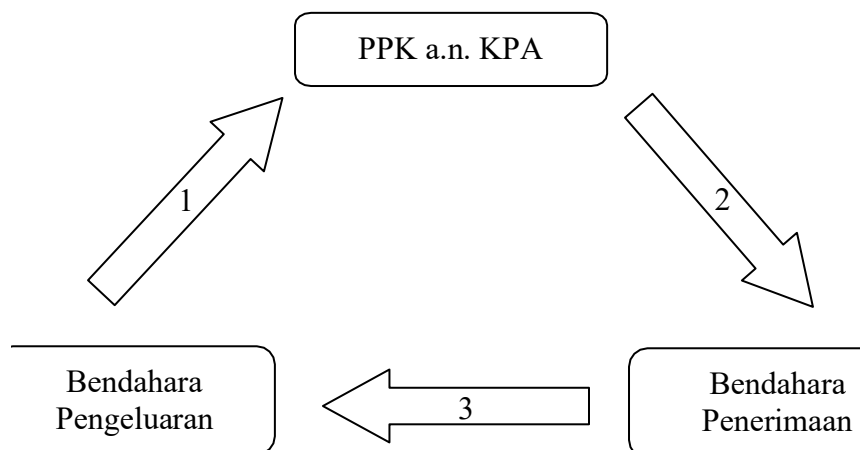 PPK a.n. KPA
1
2
Bendahara
Pengeluaran
3
Bendahara
Penerimaan